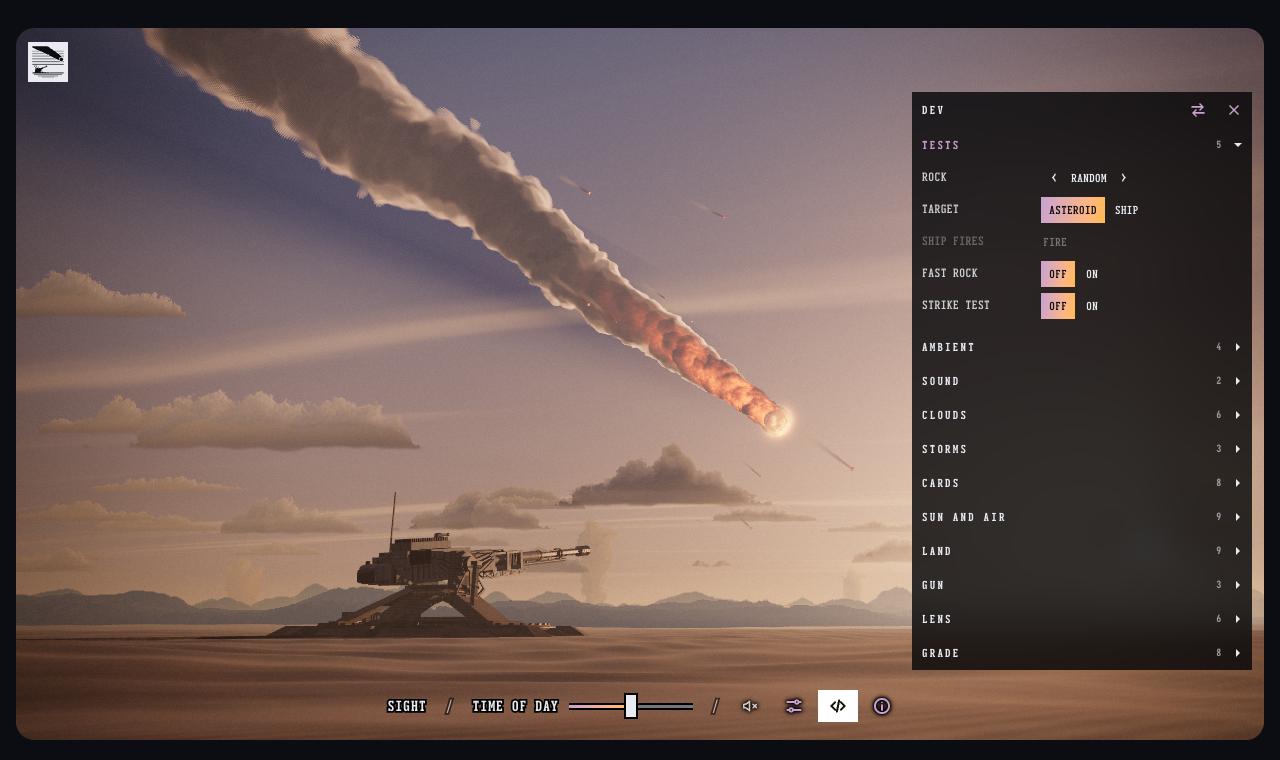 DEV
TESTS 5
ROCK RANDOM
TARGET ASTEROID SHIP
SHIP FIRES FIRE
FAST ROCK OFF ON
STRIKE TEST OFF ON
AMBIENT 4
SOUND 2
CLOUDS 6
STORMS 3
CARDS 8
SUN AND AIR 9
LAND 9
GUN 3
LENS 6
GRADE 8
SIGHT / TIME OF DAY /